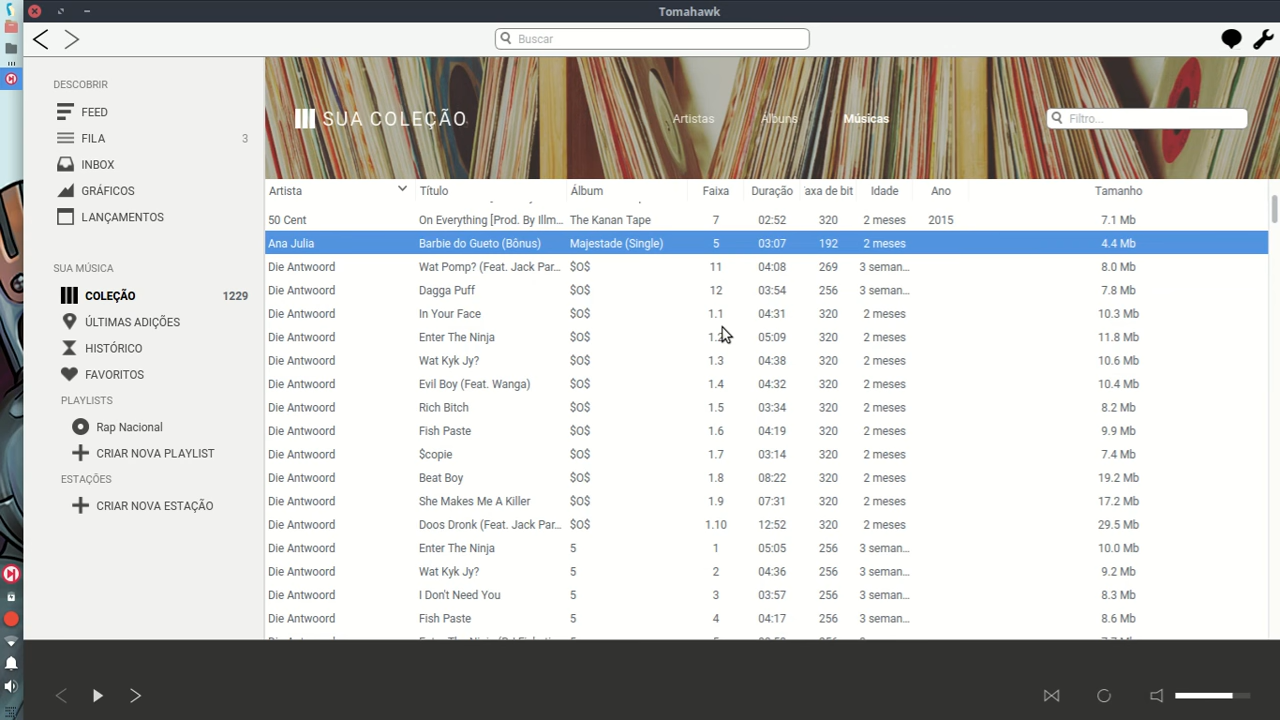 Tomahawk
Buscar
DESCOBRIR
FEED
FILA 3
INBOX
GRÁFICOS
LANÇAMENTOS
SUA MÚSICA
COLEÇÃO 1229
ÚLTIMAS ADIÇÕES
HISTÓRICO
FAVORITOS
PLAYLISTS
Rap Nacional
CRIAR NOVA PLAYLIST
ESTAÇÕES
CRIAR NOVA ESTAÇÃO
SUA COLEÇÃO Artistas Álbuns Músicas Filtro...
Artista Título Álbum Faixa Duração axa de bit Idade Ano Tamanho
50 Cent On Everything [Prod. By Illm... The Kanan Tape 7 02:52 320 2 meses 2015 7.1 Mb
Ana Julia Barbie do Gueto (Bônus) Majestade (Single) 5 03:07 192 2 meses 4.4 Mb
Die Antwoord Wat Pomp? (Feat. Jack Par... $O$ 11 04:08 269 3 seman... 8.0 Mb
Die Antwoord Dagga Puff $O$ 12 03:54 256 3 seman... 7.8 Mb
Die Antwoord In Your Face $O$ 1.1 04:31 320 2 meses 10.3 Mb
Die Antwoord Enter The Ninja $O$ 1.2 05:09 320 2 meses 11.8 Mb
Die Antwoord Wat Kyk Jy? $O$ 1.3 04:38 320 2 meses 10.6 Mb
Die Antwoord Evil Boy (Feat. Wanga) $O$ 1.4 04:32 320 2 meses 10.4 Mb
Die Antwoord Rich Bitch $O$ 1.5 03:34 320 2 meses 8.2 Mb
Die Antwoord Fish Paste $O$ 1.6 04:19 320 2 meses 9.9 Mb
Die Antwoord $copie $O$ 1.7 03:14 320 2 meses 7.4 Mb
Die Antwoord Beat Boy $O$ 1.8 08:22 320 2 meses 19.2 Mb
Die Antwoord She Makes Me A Killer $O$ 1.9 07:31 320 2 meses 17.2 Mb
Die Antwoord Doos Dronk (Feat. Jack Par... $O$ 1.10 12:52 320 2 meses 29.5 Mb
Die Antwoord Enter The Ninja 5 1 05:05 256 3 seman... 10.0 Mb
Die Antwoord Wat Kyk Jy? 5 2 04:36 256 3 seman... 9.2 Mb
Die Antwoord I Don't Need You 5 3 03:57 256 3 seman... 8.3 Mb
Die Antwoord Fish Paste 5 4 04:17 256 3 seman... 8.6 Mb